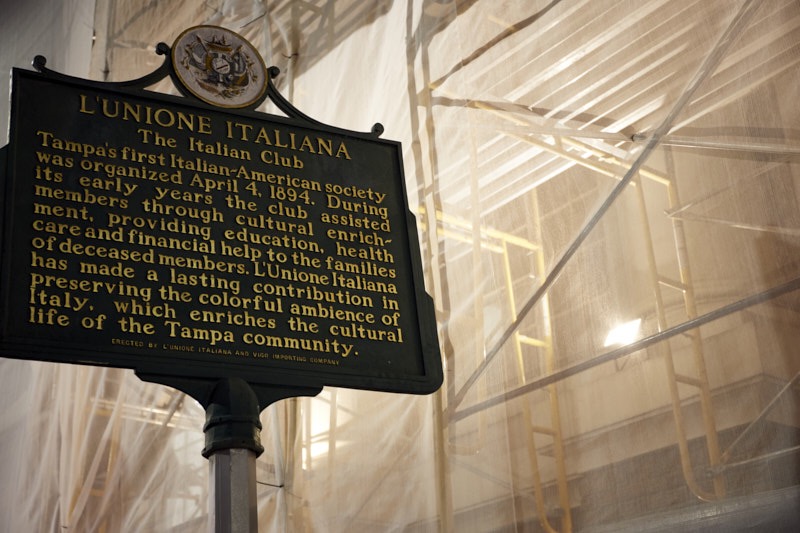 L'UNIONE ITALIANA
The Italian Club
Tampa's first Italian-American society
was organized April 4, 1894. During
its early years the club assisted
members through cultural enrich-
ment, providing education, health
care and financial help to the families
of deceased members. L'Unione Italiana
has made a lasting contribution in
preserving the colorful ambience of
Italy, which enriches the cultural
life of the Tampa community.
ERECTED BY L'UNIONE ITALIANA AND VIGO IMPORTING COMPANY